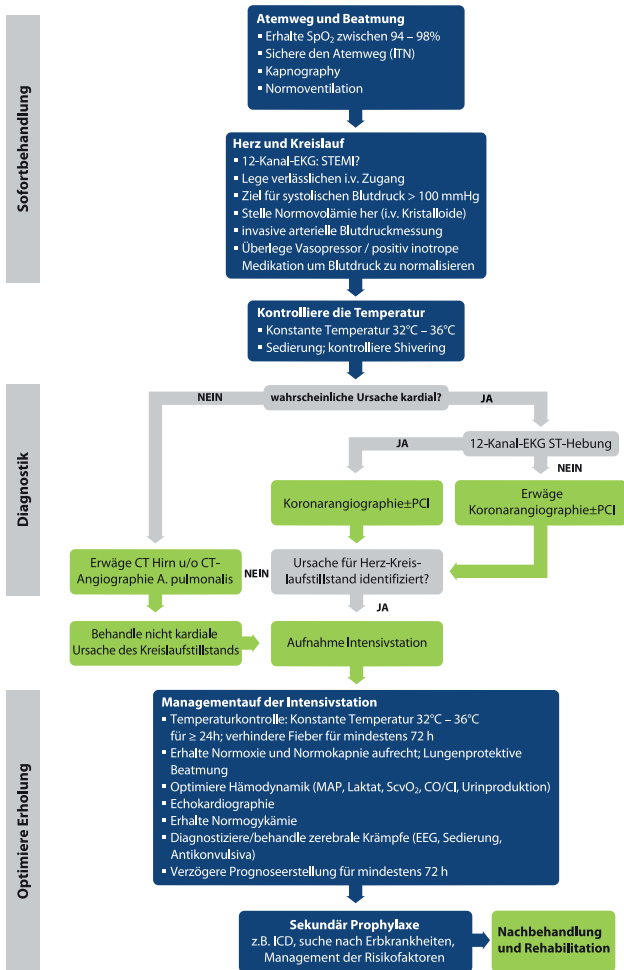 Sofortbehandlung
Atemweg und Beatmung
▪ Erhalte SpO₂ zwischen 94 – 98%
▪ Sichere den Atemweg (ITN)
▪ Kapnography
▪ Normoventilation
Herz und Kreislauf
▪ 12-Kanal-EKG: STEMI?
▪ Lege verlässlichen i.v. Zugang
▪ Ziel für systolischen Blutdruck > 100 mmHg
▪ Stelle Normovolämie her (i.v. Kristalloide)
▪ invasive arterielle Blutdruckmessung
▪ Überlege Vasopressor / positiv inotrope
Medikation um Blutdruck zu normalisieren
Kontrolliere die Temperatur
▪ Konstante Temperatur 32°C – 36°C
▪ Sedierung; kontrolliere Shivering
Diagnostik
NEIN
wahrscheinliche Ursache kardial?
JA
12-Kanal-EKG ST-Hebung
JA
NEIN
Koronarangiographie±PCI
Erwäge
Koronarangiographie±PCI
Erwäge CT Hirn u/o CT-
Angiographie A. pulmonalis
NEIN
Ursache für Herz-Kreis-
laufstillstand identifiziert?
JA
Behandle nicht kardiale
Ursache des Kreislaufstillstands
Aufnahme Intensivstation
Optimiere Erholung
Managementauf der Intensivstation
▪ Temperaturkontrolle: Konstante Temperatur 32°C – 36°C
für ≥ 24h; verhindere Fieber für mindestens 72 h
▪ Erhalte Normoxie und Normokapnie aufrecht; Lungenprotektive
Beatmung
▪ Optimiere Hämodynamik (MAP, Laktat, ScvO₂, CO/CI, Urinproduktion)
▪ Echokardiographie
▪ Erhalte Normogykämie
▪ Diagnostiziere/behandle zerebrale Krämpfe (EEG, Sedierung,
Antikonvulsiva)
▪ Verzögere Prognoseerstellung für mindestens 72 h
Sekundär Prophylaxe
z.B. ICD, suche nach Erbkrankheiten,
Management der Risikofaktoren
Nachbehandlung
und Rehabilitation